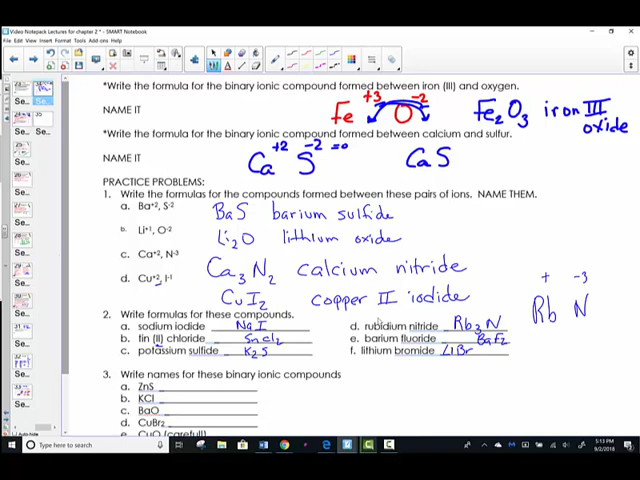 Video Notepack Lectures for chapter 2 * - SMART Notebook
File Edit View Insert Format Tools Add-ons Help
*Write the formula for the binary ionic compound formed between iron (III) and oxygen.
NAME IT
Fe +3 O -2 Fe2O3 iron III oxide
*Write the formula for the binary ionic compound formed between calcium and sulfur.
NAME IT
Ca +2 S -2 =0 CaS
PRACTICE PROBLEMS:
1. Write the formulas for the compounds formed between these pairs of ions. NAME THEM.
a. Ba+2, S-2 BaS barium sulfide
b. Li+1, O-2 Li2O lithium oxide
c. Ca+2, N-3 Ca3N2 calcium nitride
d. Cu+2, I-1 CuI2 copper II iodide
+ -3
Rb N
2. Write formulas for these compounds.
a. sodium iodide NaI d. rubidium nitride Rb3N
b. tin (II) chloride SnCl2 e. barium fluoride BaF2
c. potassium sulfide K2S f. lithium bromide LiBr
3. Write names for these binary ionic compounds
a. ZnS
b. KCl
c. BaO
d. CuBr2
e. CuO (careful!)
Type here to search
5:13 PM
9/2/2018